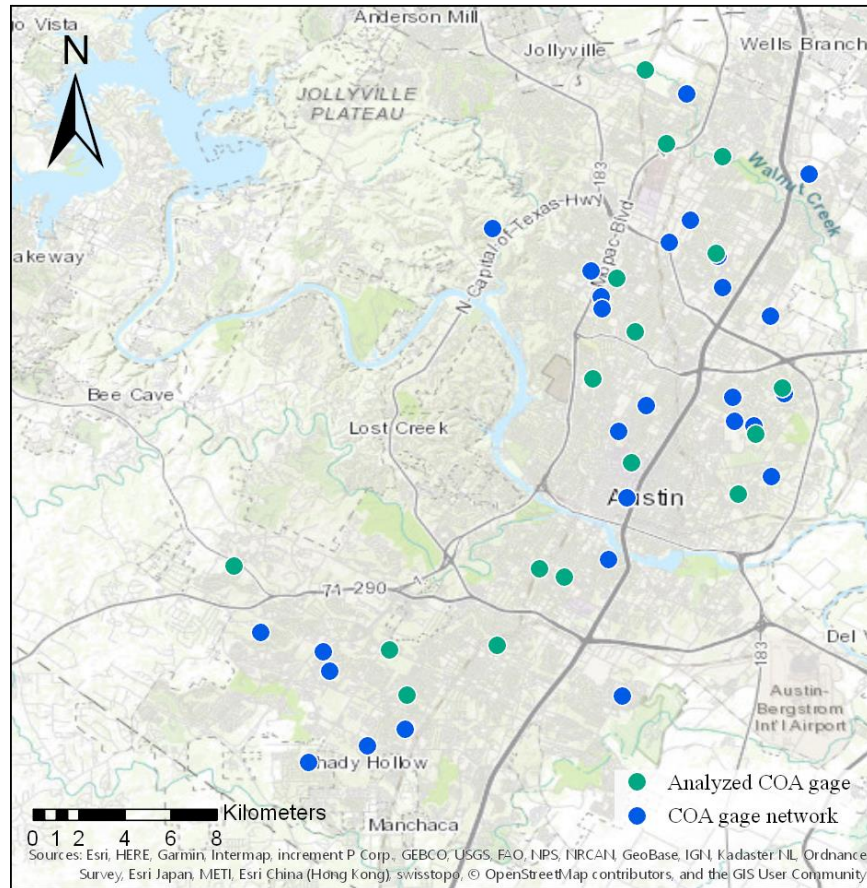 go Vista
Anderson Mill
Jollyville
Wells Branch
N
JOLLYVILLE
PLATEAU
Walnut Creek
183
Mopac-Blvd
N-Capital-of-Texas-Hwy
akeway
Bee Cave
Lost Creek
Austin
71
290
1
Del V
183
Austin-
Bergstrom
Int'l Airport
hady Hollow
Manchaca
Analyzed COA gage
COA gage network
Kilometers
0 1 2 4 6 8
Sources: Esri, HERE, Garmin, Intermap, increment P Corp., GEBCO, USGS, FAO, NPS, NRCAN, GeoBase, IGN, Kadaster NL, Ordnance
Survey, Esri Japan, METI, Esri China (Hong Kong), swisstopo, © OpenStreetMap contributors, and the GIS User Community